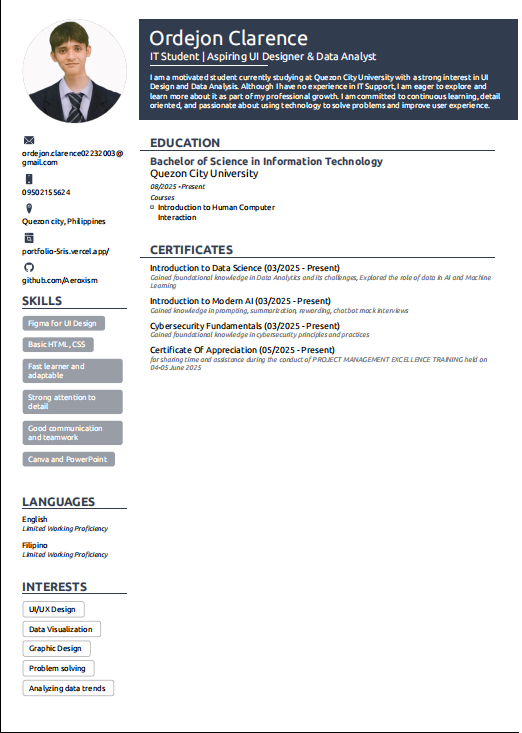 Ordejon Clarence
IT Student | Aspiring UI Designer & Data Analyst
I am a motivated student currently studying at Quezon City University with a strong interest in UI
Design and Data Analysis. Although I have no experience in IT Support, I am eager to explore and
learn more about it as part of my professional growth. I am committed to continuous learning, detail
oriented, and passionate about using technology to solve problems and improve user experience.
ordejon.clarence02232003@
gmail.com
09502155624
Quezon city, Philippines
portfolio-5ris.vercel.app/
github.com/Aeroxism
SKILLS
Figma for UI Design
Basic HTML, CSS
Fast learner and
adaptable
Strong attention to
detail
Good communication
and teamwork
Canva and PowerPoint
LANGUAGES
English
Limited Working Proficiency
Filipino
Limited Working Proficiency
INTERESTS
UI/UX Design
Data Visualization
Graphic Design
Problem solving
Analyzing data trends
EDUCATION
Bachelor of Science in Information Technology
Quezon City University
08/2025 - Present
Courses
Introduction to Human Computer
Interaction
CERTIFICATES
Introduction to Data Science (03/2025 - Present)
Gained foundational knowledge in Data Analytics and its challenges, Explored the role of data in AI and Machine
Learning
Introduction to Modern AI (03/2025 - Present)
Gained knowledge in prompting, summarization, rewording, chatbot mock interviews
Cybersecurity Fundamentals (03/2025 - Present)
Gained foundational knowledge in cybersecurity principles and practices
Certificate Of Appreciation (05/2025 - Present)
for sharing time and assistance during the conduct of PROJECT MANAGEMENT EXCELLENCE TRAINING held on
04-05 June 2025